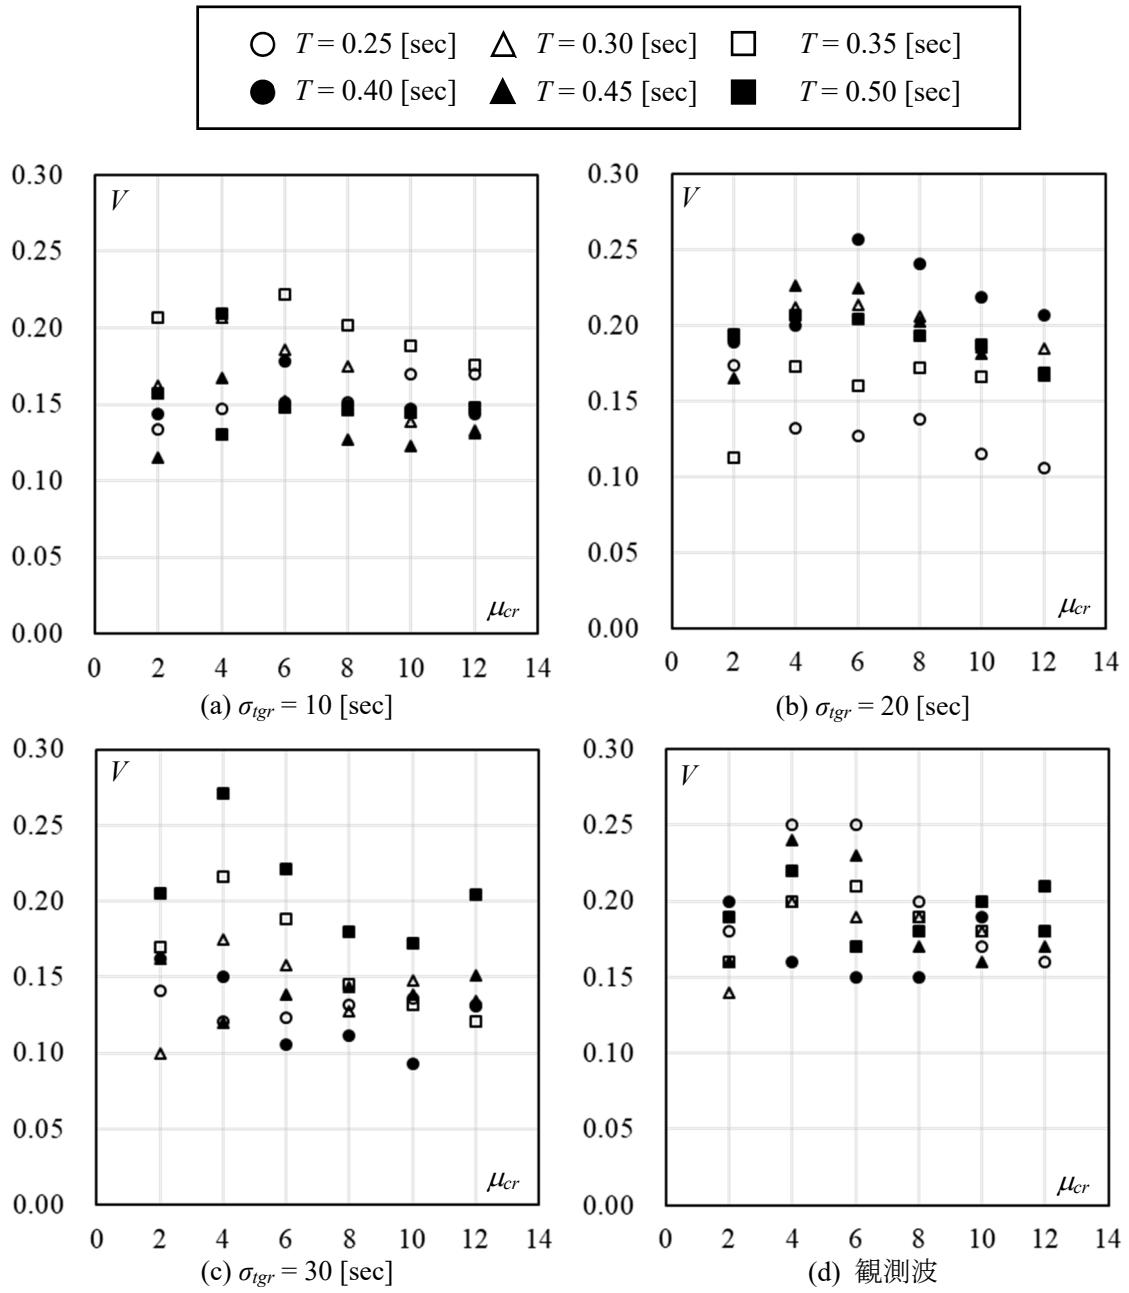 T = 0.25 [sec] T = 0.30 [sec] T = 0.35 [sec]
T = 0.40 [sec] T = 0.45 [sec] T = 0.50 [sec]
0.30
V
0.25
0.20
0.15
0.10
0.05
μcr
0.00
0 2 4 6 8 10 12 14
(a) σtgr = 10 [sec]
0.30
V
0.25
0.20
0.15
0.10
0.05
μcr
0.00
0 2 4 6 8 10 12 14
(b) σtgr = 20 [sec]
0.30
V
0.25
0.20
0.15
0.10
0.05
μcr
0.00
0 2 4 6 8 10 12 14
(c) σtgr = 30 [sec]
0.30
V
0.25
0.20
0.15
0.10
0.05
μcr
0.00
0 2 4 6 8 10 12 14
(d) 観測波